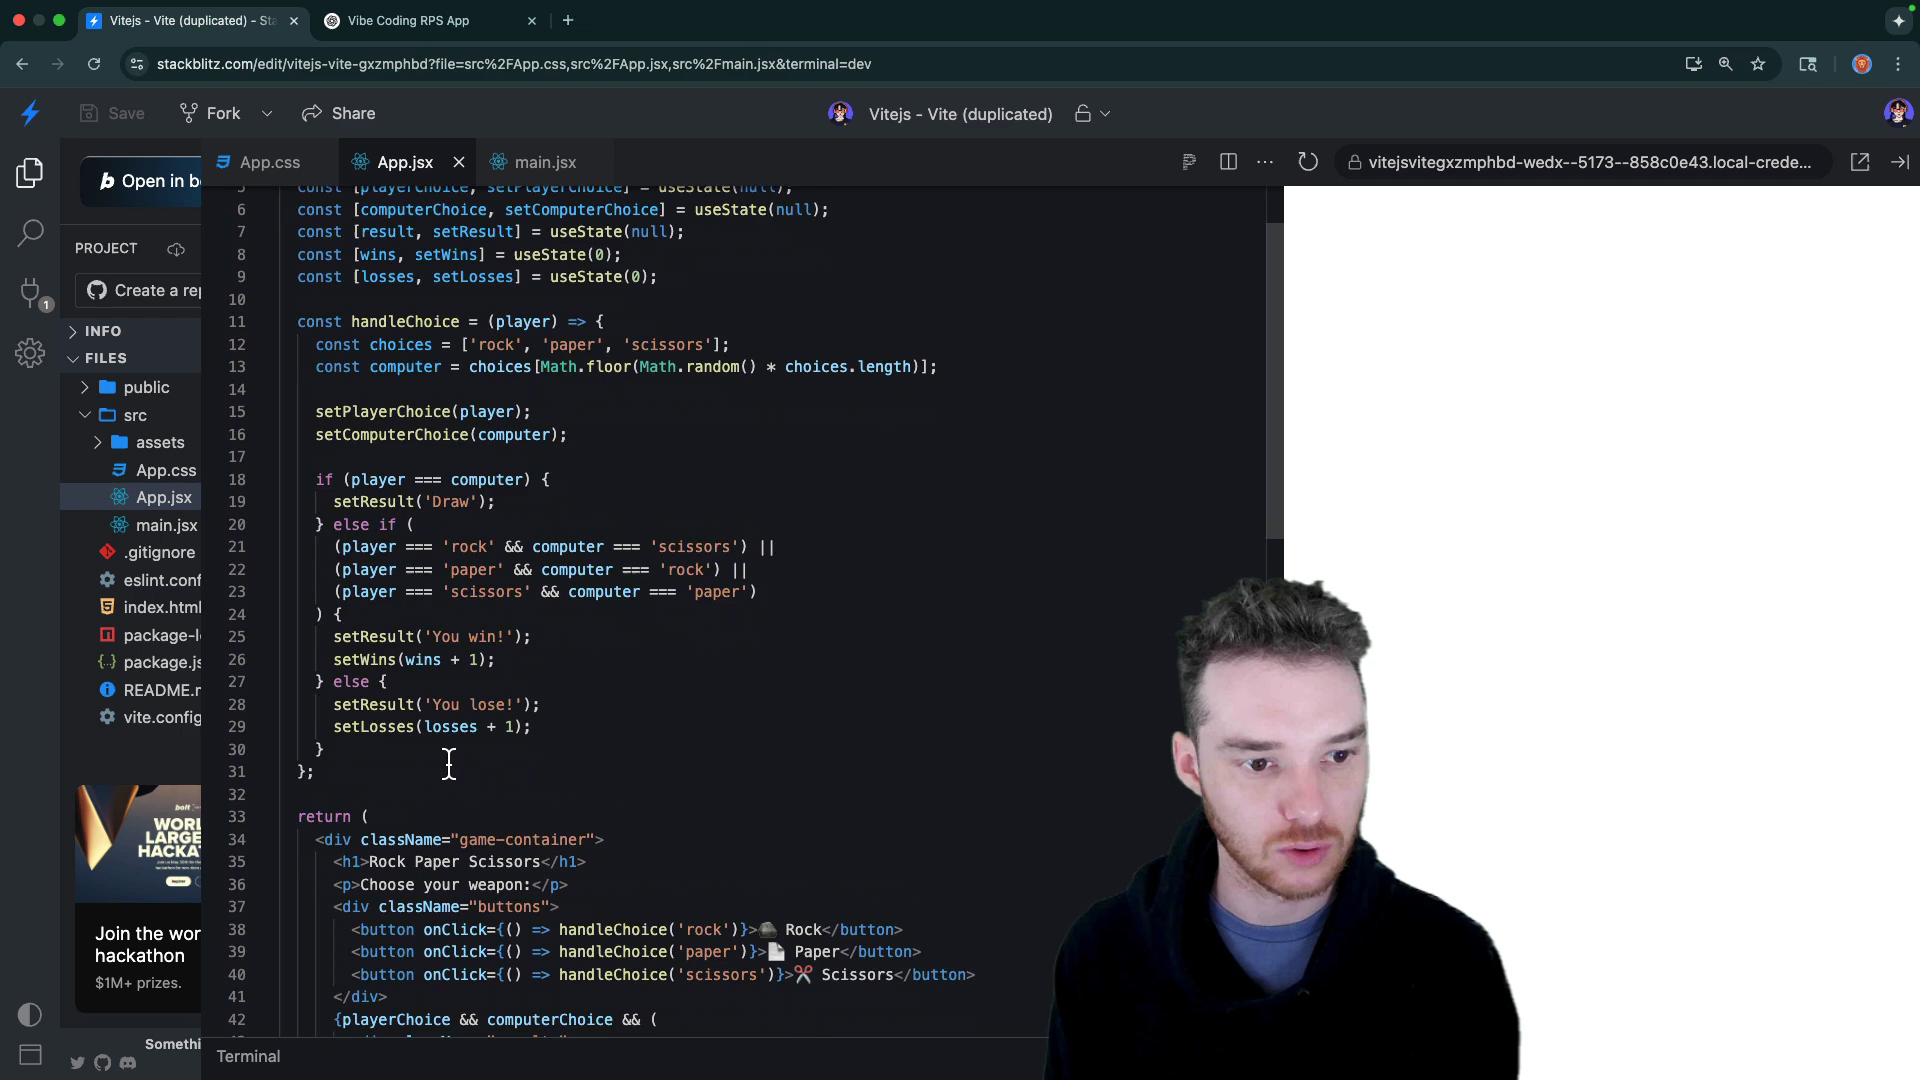 Vitejs - Vite (duplicated) - Sta
Vibe Coding RPS App
stackblitz.com/edit/vitejs-vite-gxzmphbd?file=src%2FApp.css,src%2FApp.jsx,src%2Fmain.jsx&terminal=dev
Save
Fork
Share
Vitejs - Vite (duplicated)
b Open in b
App.css
App.jsx
main.jsx
vitejsvitegxzmphbd-wedx--5173--858c0e43.local-crede...
PROJECT
Create a rep
1
INFO
FILES
public
src
assets
App.css
App.jsx
main.jsx
.gitignore
eslint.conf
index.html
package-l
package.js
README.m
vite.config
bolt
WORL
LARGE
HACKA
Join the wor
hackathon
$1M+ prizes.
Somethi
const [playerChoice, setPlayerChoice] = useState(null);
6 const [computerChoice, setComputerChoice] = useState(null);
7 const [result, setResult] = useState(null);
8 const [wins, setWins] = useState(0);
9 const [losses, setLosses] = useState(0);
10
11 const handleChoice = (player) => {
12 const choices = ['rock', 'paper', 'scissors'];
13 const computer = choices[Math.floor(Math.random() * choices.length)];
14
15 setPlayerChoice(player);
16 setComputerChoice(computer);
17
18 if (player === computer) {
19 setResult('Draw');
20 } else if (
21 (player === 'rock' && computer === 'scissors') ||
22 (player === 'paper' && computer === 'rock') ||
23 (player === 'scissors' && computer === 'paper')
24 ) {
25 setResult('You win!');
26 setWins(wins + 1);
27 } else {
28 setResult('You lose!');
29 setLosses(losses + 1);
30 }
31 };
32
33 return (
34 <div className="game-container">
35 <h1>Rock Paper Scissors</h1>
36 <p>Choose your weapon:</p>
37 <div className="buttons">
38 <button onClick={() => handleChoice('rock')}>🪨 Rock</button>
39 <button onClick={() => handleChoice('paper')}>📄 Paper</button>
40 <button onClick={() => handleChoice('scissors')}>✂️ Scissors</button>
41 </div>
42 {playerChoice && computerChoice && (
Terminal